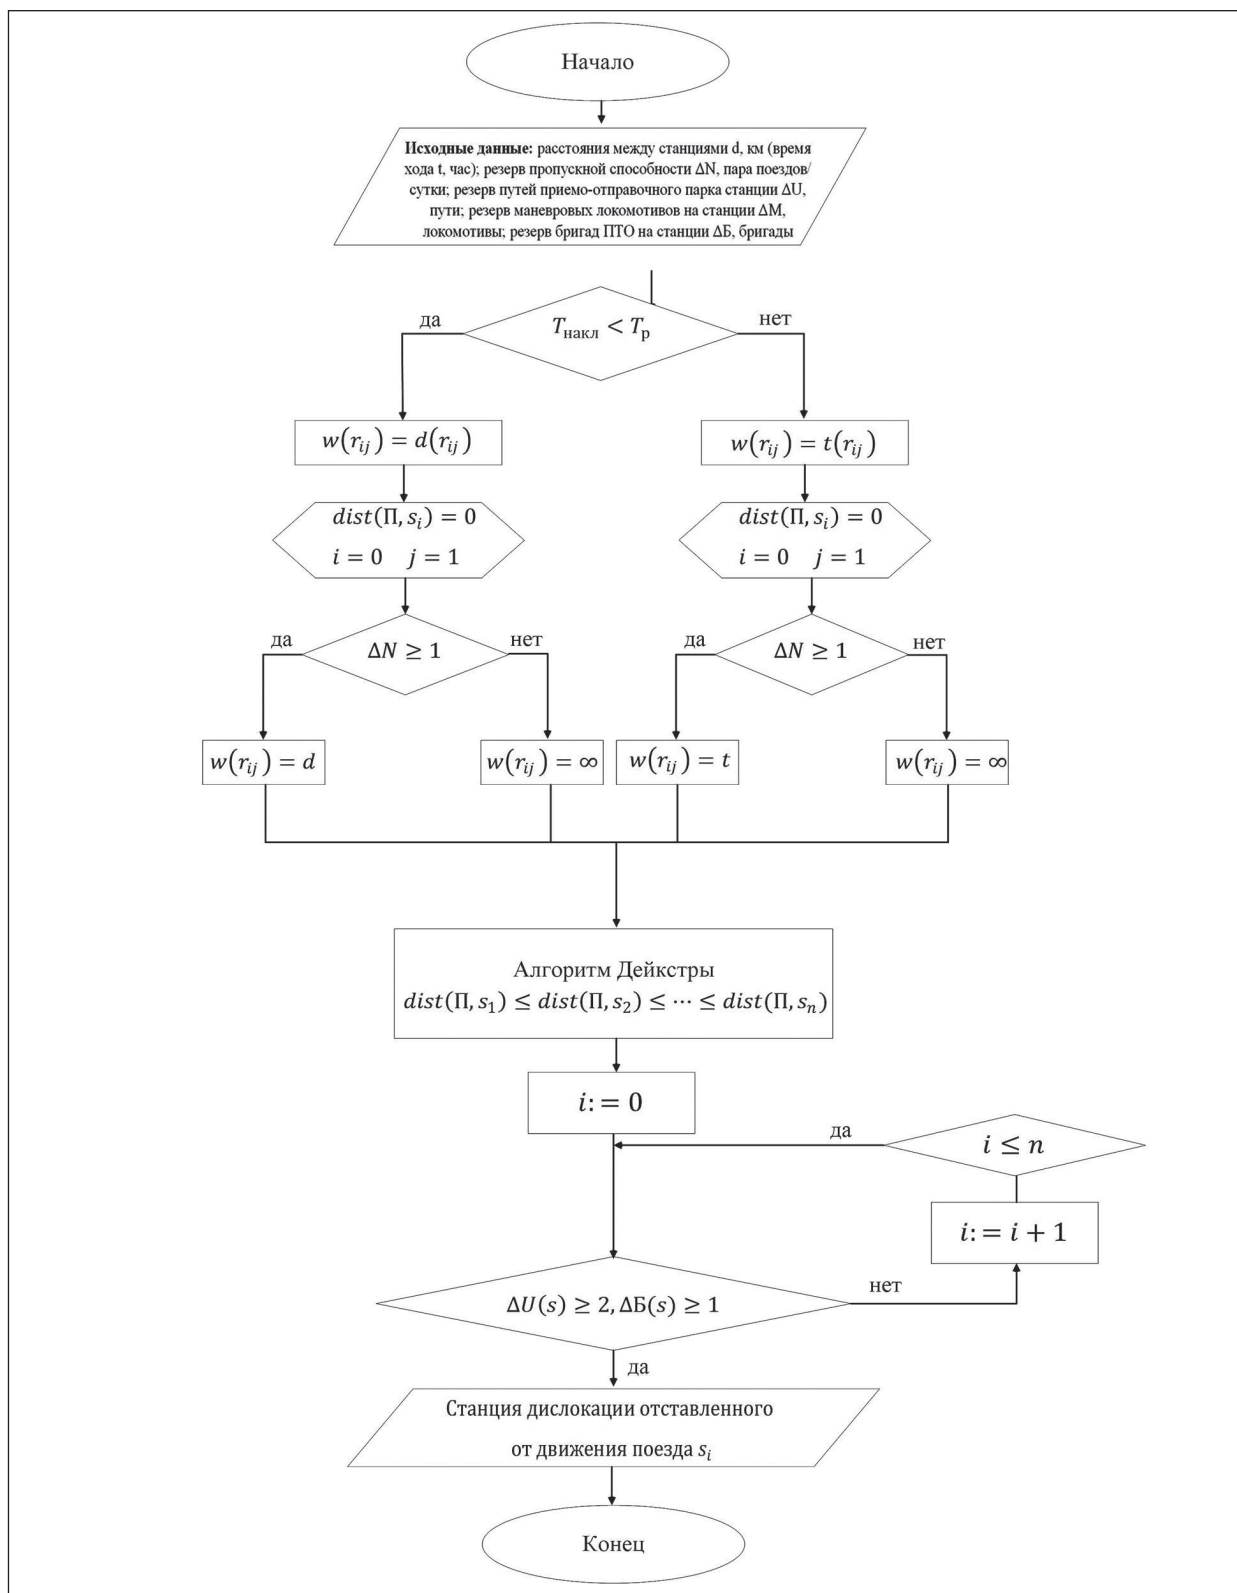 Начало
Исходные данные: расстояния между станциями d, км (время
хода t, час); резерв пропускной способности ΔN, пара поездов/
сутки; резерв путей приемо-отправочного парка станции ΔU,
пути; резерв маневровых локомотивов на станции ΔМ,
локомотивы; резерв бригад ПТО на станции ΔБ, бригады
да
T_накл < T_р
нет
w(r_ij) = d(r_ij)
w(r_ij) = t(r_ij)
dist(П, s_i) = 0
i = 0 j = 1
dist(П, s_i) = 0
i = 0 j = 1
да
ΔN ≥ 1
нет
да
ΔN ≥ 1
нет
w(r_ij) = d
w(r_ij) = ∞
w(r_ij) = t
w(r_ij) = ∞
Алгоритм Дейкстры
dist(П, s_1) ≤ dist(П, s_2) ≤ ⋯ ≤ dist(П, s_n)
i: = 0
да
i ≤ n
i: = i + 1
ΔU(s) ≥ 2, ΔБ(s) ≥ 1
нет
да
Станция дислокации отставленного
от движения поезда s_i
Конец